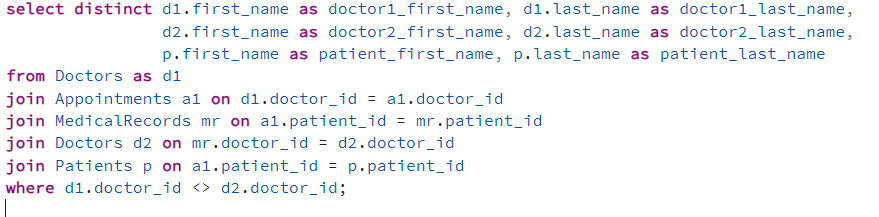 select distinct d1.first_name as doctor1_first_name, d1.last_name as doctor1_last_name,
d2.first_name as doctor2_first_name, d2.last_name as doctor2_last_name,
p.first_name as patient_first_name, p.last_name as patient_last_name
from Doctors as d1
join Appointments a1 on d1.doctor_id = a1.doctor_id
join MedicalRecords mr on a1.patient_id = mr.patient_id
join Doctors d2 on mr.doctor_id = d2.doctor_id
join Patients p on a1.patient_id = p.patient_id
where d1.doctor_id <> d2.doctor_id;